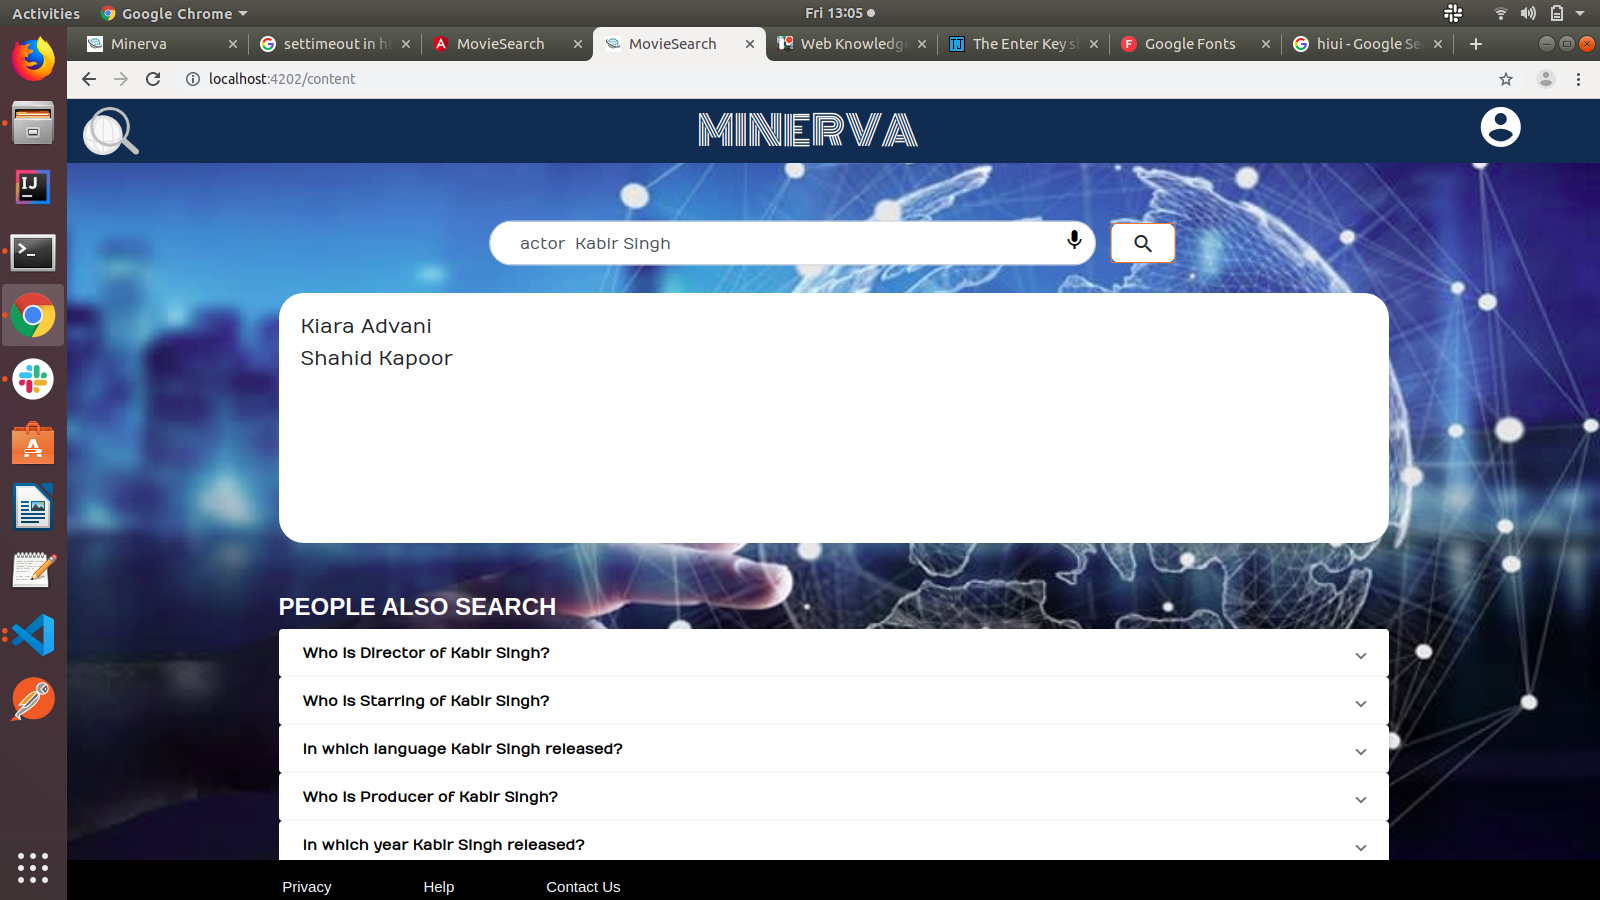 Activities Google Chrome Fri 13:05
Minerva settimeout in h MovieSearch MovieSearch Web Knowledg The Enter Key s Google Fonts hiui - Google Se
localhost:4202/content
MINERVA
actor Kabir Singh
Kiara Advani
Shahid Kapoor
PEOPLE ALSO SEARCH
Who is Director of Kabir Singh?
Who is Starring of Kabir Singh?
In which language Kabir Singh released?
Who is Producer of Kabir Singh?
In which year Kabir Singh released?
Privacy Help Contact Us